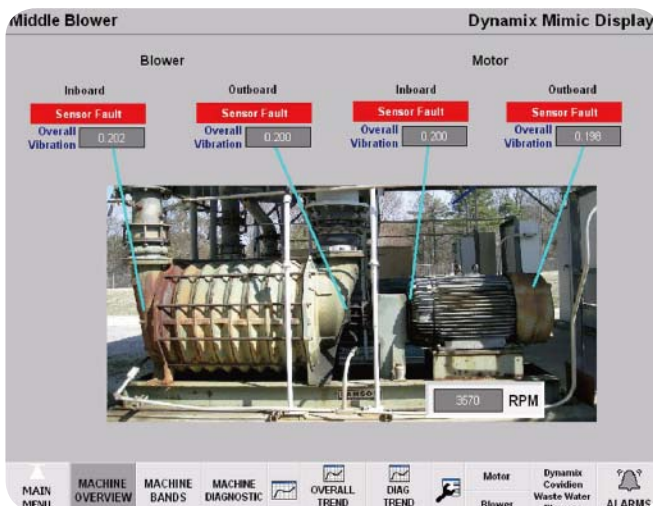 Middle Blower
Dynamix Mimic Display
Blower
Motor
Inboard
Outboard
Inboard
Outboard
Sensor Fault
Sensor Fault
Sensor Fault
Sensor Fault
Overall
Vibration
0.202
Overall
Vibration
0.200
Overall
Vibration
0.200
Overall
Vibration
0.198
3570
RPM
MAIN
MENU
MACHINE
OVERVIEW
MACHINE
BANDS
MACHINE
DIAGNOSTIC
OVERALL
TREND
DIAG
TREND
Motor
Blower
Dynamix
Covidien
Waste Water
ALARMS